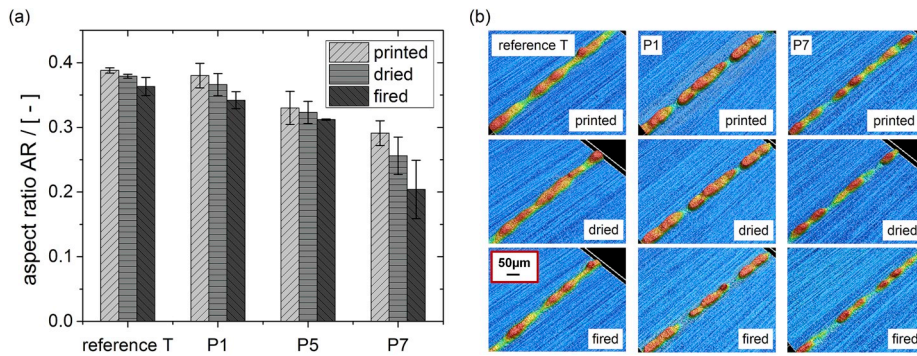 (a)
aspect ratio AR / [ - ]
0.4
0.3
0.2
0.1
0.0
printed
dried
fired
reference T P1 P5 P7
(b)
reference T P1 P7
printed printed printed
dried dried dried
50µm
fired fired fired